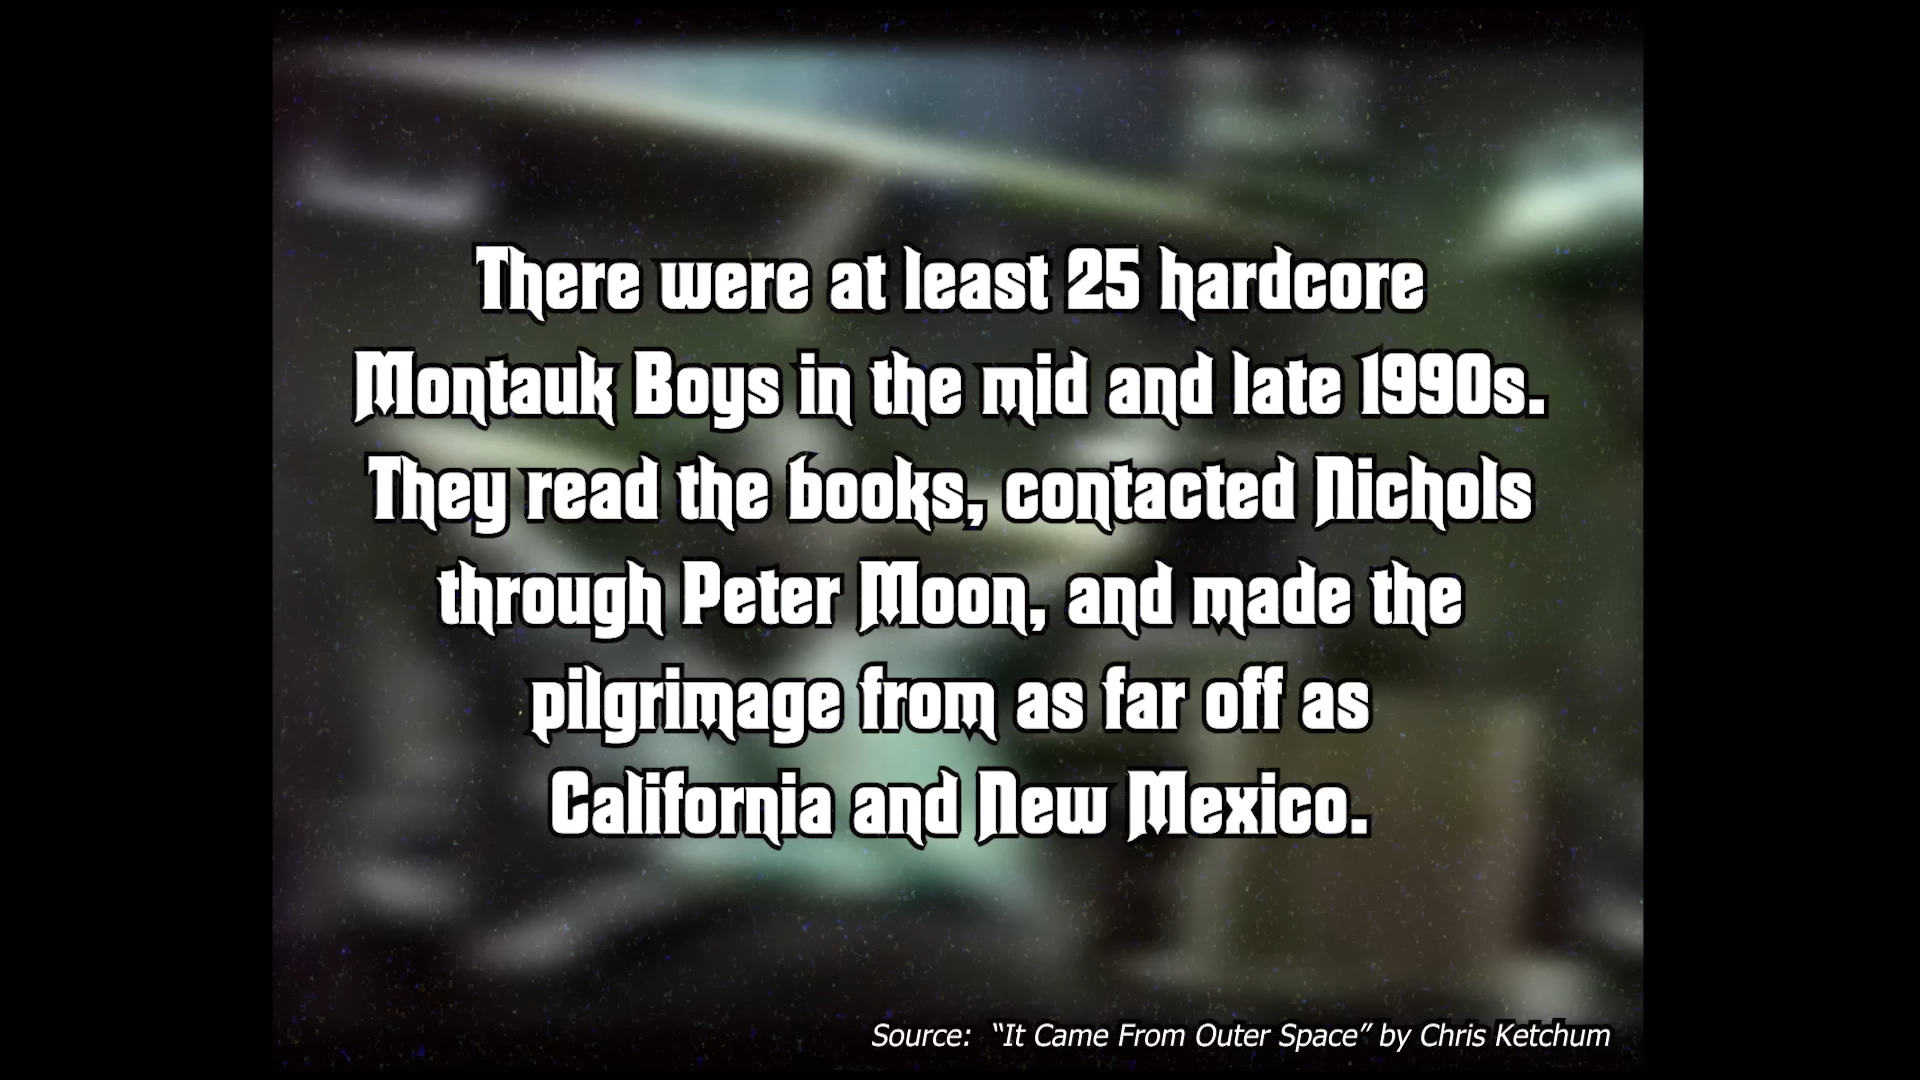 There were at least 25 hardcore
Montauk Boys in the mid and late 1990s.
They read the books, contacted Nichols
through Peter Moon, and made the
pilgrimage from as far off as
California and New Mexico.
Source:  “It Came From Outer Space” by Chris Ketchum